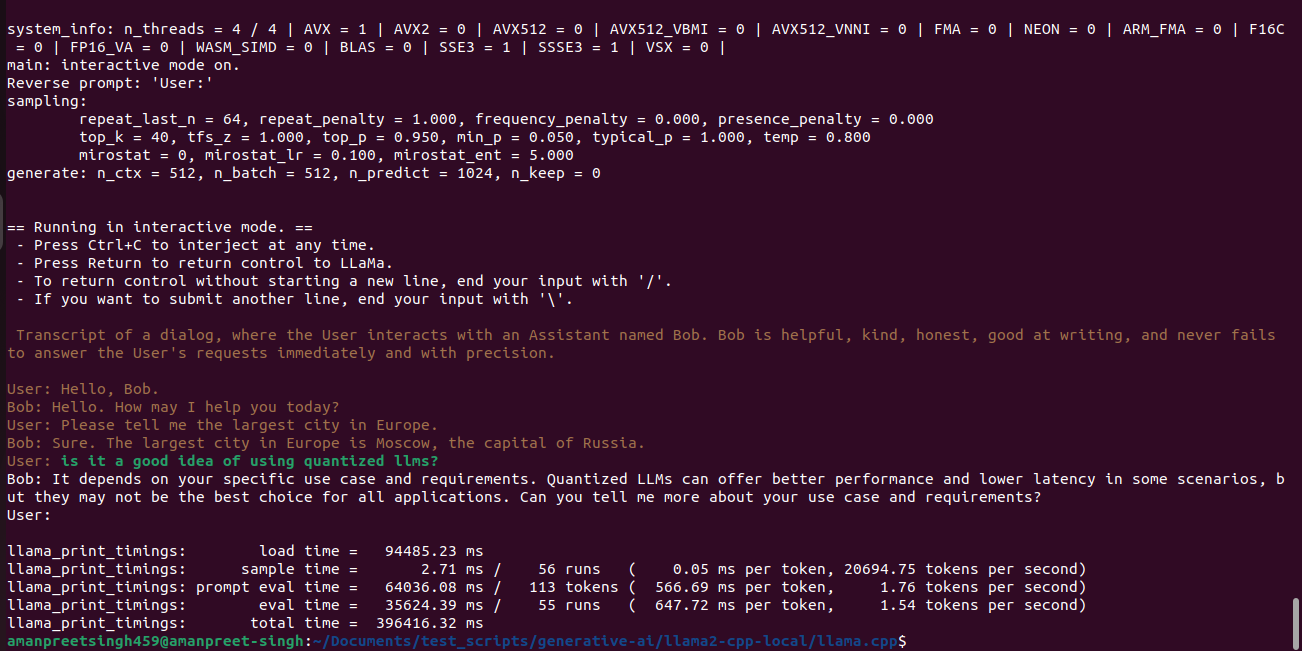 system_info: n_threads = 4 / 4 | AVX = 1 | AVX2 = 0 | AVX512 = 0 | AVX512_VBMI = 0 | AVX512_VNNI = 0 | FMA = 0 | NEON = 0 | ARM_FMA = 0 | F16C
 = 0 | FP16_VA = 0 | WASM_SIMD = 0 | BLAS = 0 | SSE3 = 1 | SSSE3 = 1 | VSX = 0 |
main: interactive mode on.
Reverse prompt: 'User:'
sampling:
        repeat_last_n = 64, repeat_penalty = 1.000, frequency_penalty = 0.000, presence_penalty = 0.000
        top_k = 40, tfs_z = 1.000, top_p = 0.950, min_p = 0.050, typical_p = 1.000, temp = 0.800
        mirostat = 0, mirostat_lr = 0.100, mirostat_ent = 5.000
generate: n_ctx = 512, n_batch = 512, n_predict = 1024, n_keep = 0
== Running in interactive mode. ==
 - Press Ctrl+C to interject at any time.
 - Press Return to return control to LLaMa.
 - To return control without starting a new line, end your input with '/'.
 - If you want to submit another line, end your input with '\'.
 Transcript of a dialog, where the User interacts with an Assistant named Bob. Bob is helpful, kind, honest, good at writing, and never fails
to answer the User's requests immediately and with precision.
User: Hello, Bob.
Bob: Hello. How may I help you today?
User: Please tell me the largest city in Europe.
Bob: Sure. The largest city in Europe is Moscow, the capital of Russia.
User: is it a good idea of using quantized llms?
Bob: It depends on your specific use case and requirements. Quantized LLMs can offer better performance and lower latency in some scenarios, b
ut they may not be the best choice for all applications. Can you tell me more about your use case and requirements?
User:
llama_print_timings:        load time =   94485.23 ms
llama_print_timings:      sample time =       2.71 ms /    56 runs   (    0.05 ms per token, 20694.75 tokens per second)
llama_print_timings: prompt eval time =   64036.08 ms /   113 tokens (  566.69 ms per token,     1.76 tokens per second)
llama_print_timings:        eval time =   35624.39 ms /    55 runs   (  647.72 ms per token,     1.54 tokens per second)
llama_print_timings:       total time =  396416.32 ms
amanpreetsingh459@amanpreet-singh:~/Documents/test_scripts/generative-ai/llama2-cpp-local/llama.cpp$